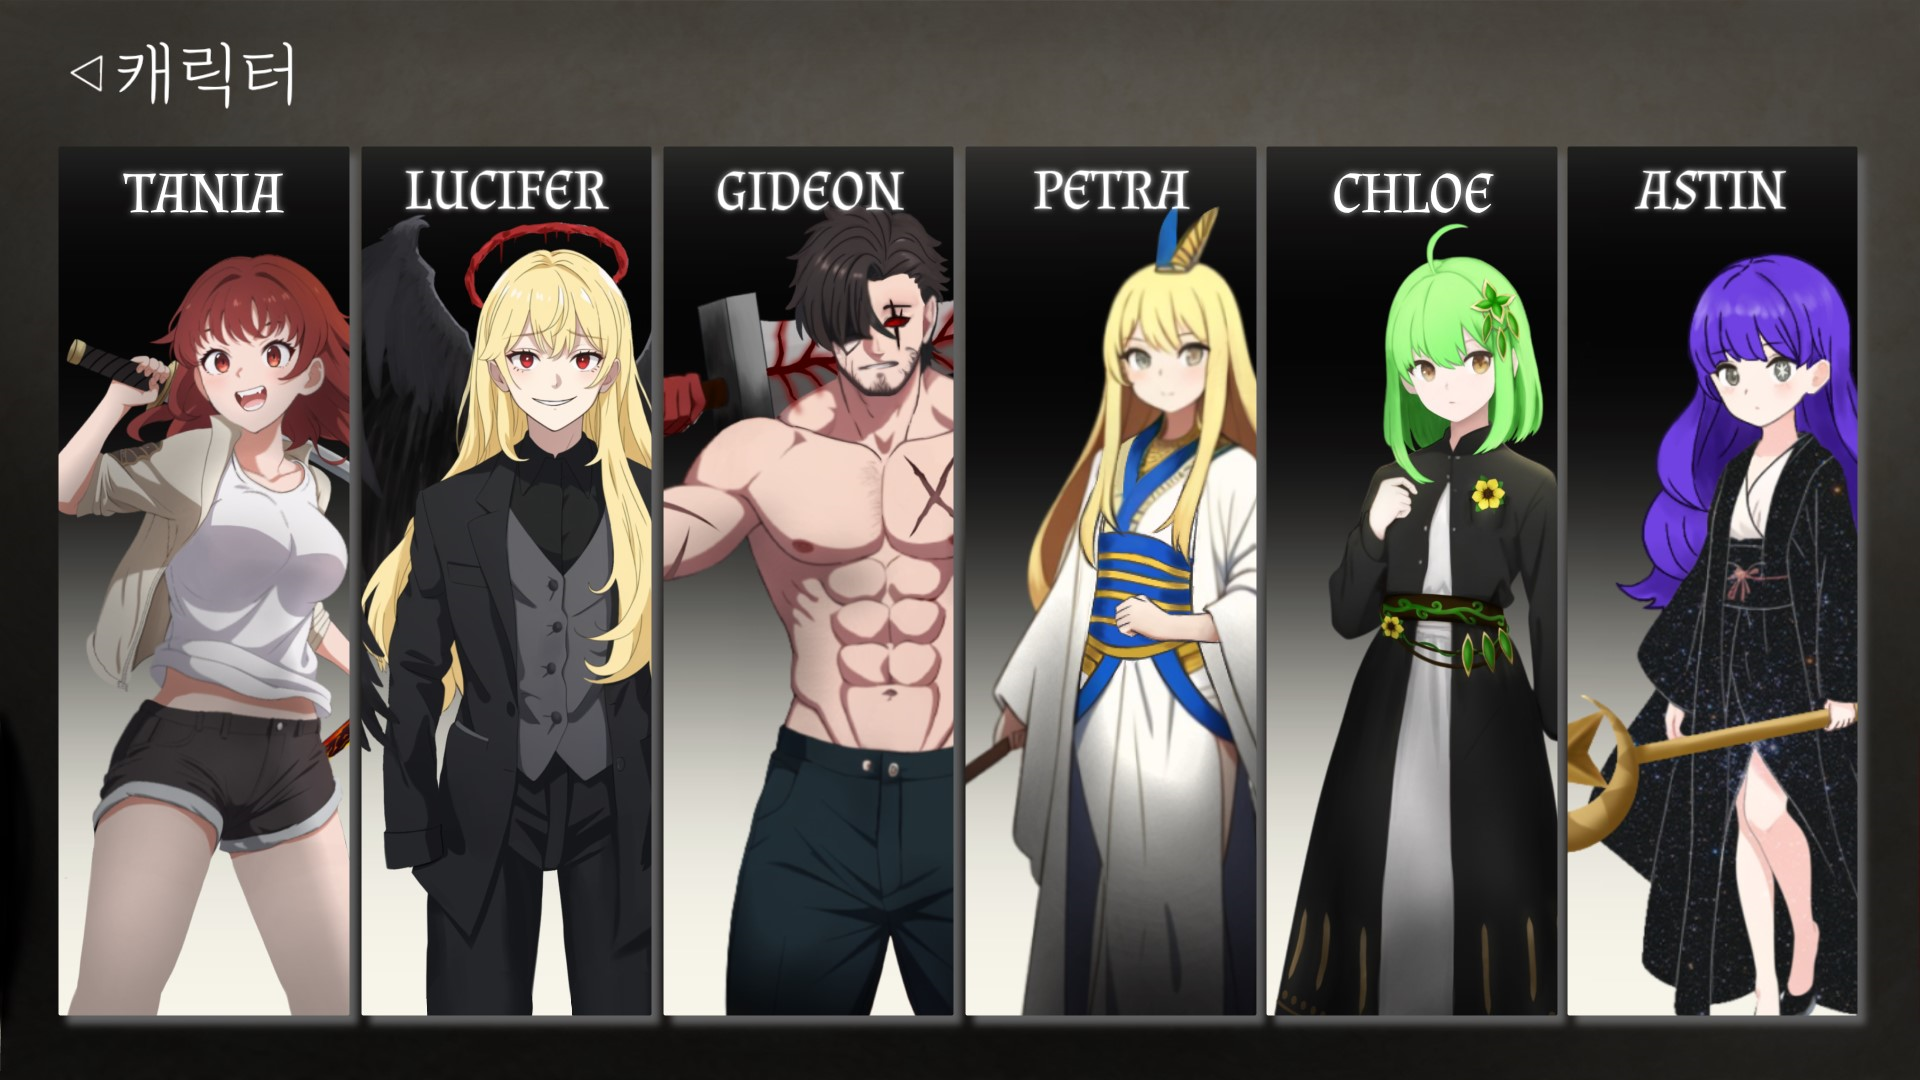 캐릭터
TANIA
LUCIFER
GIDEON
PETRA
CHLOE
ASTIN